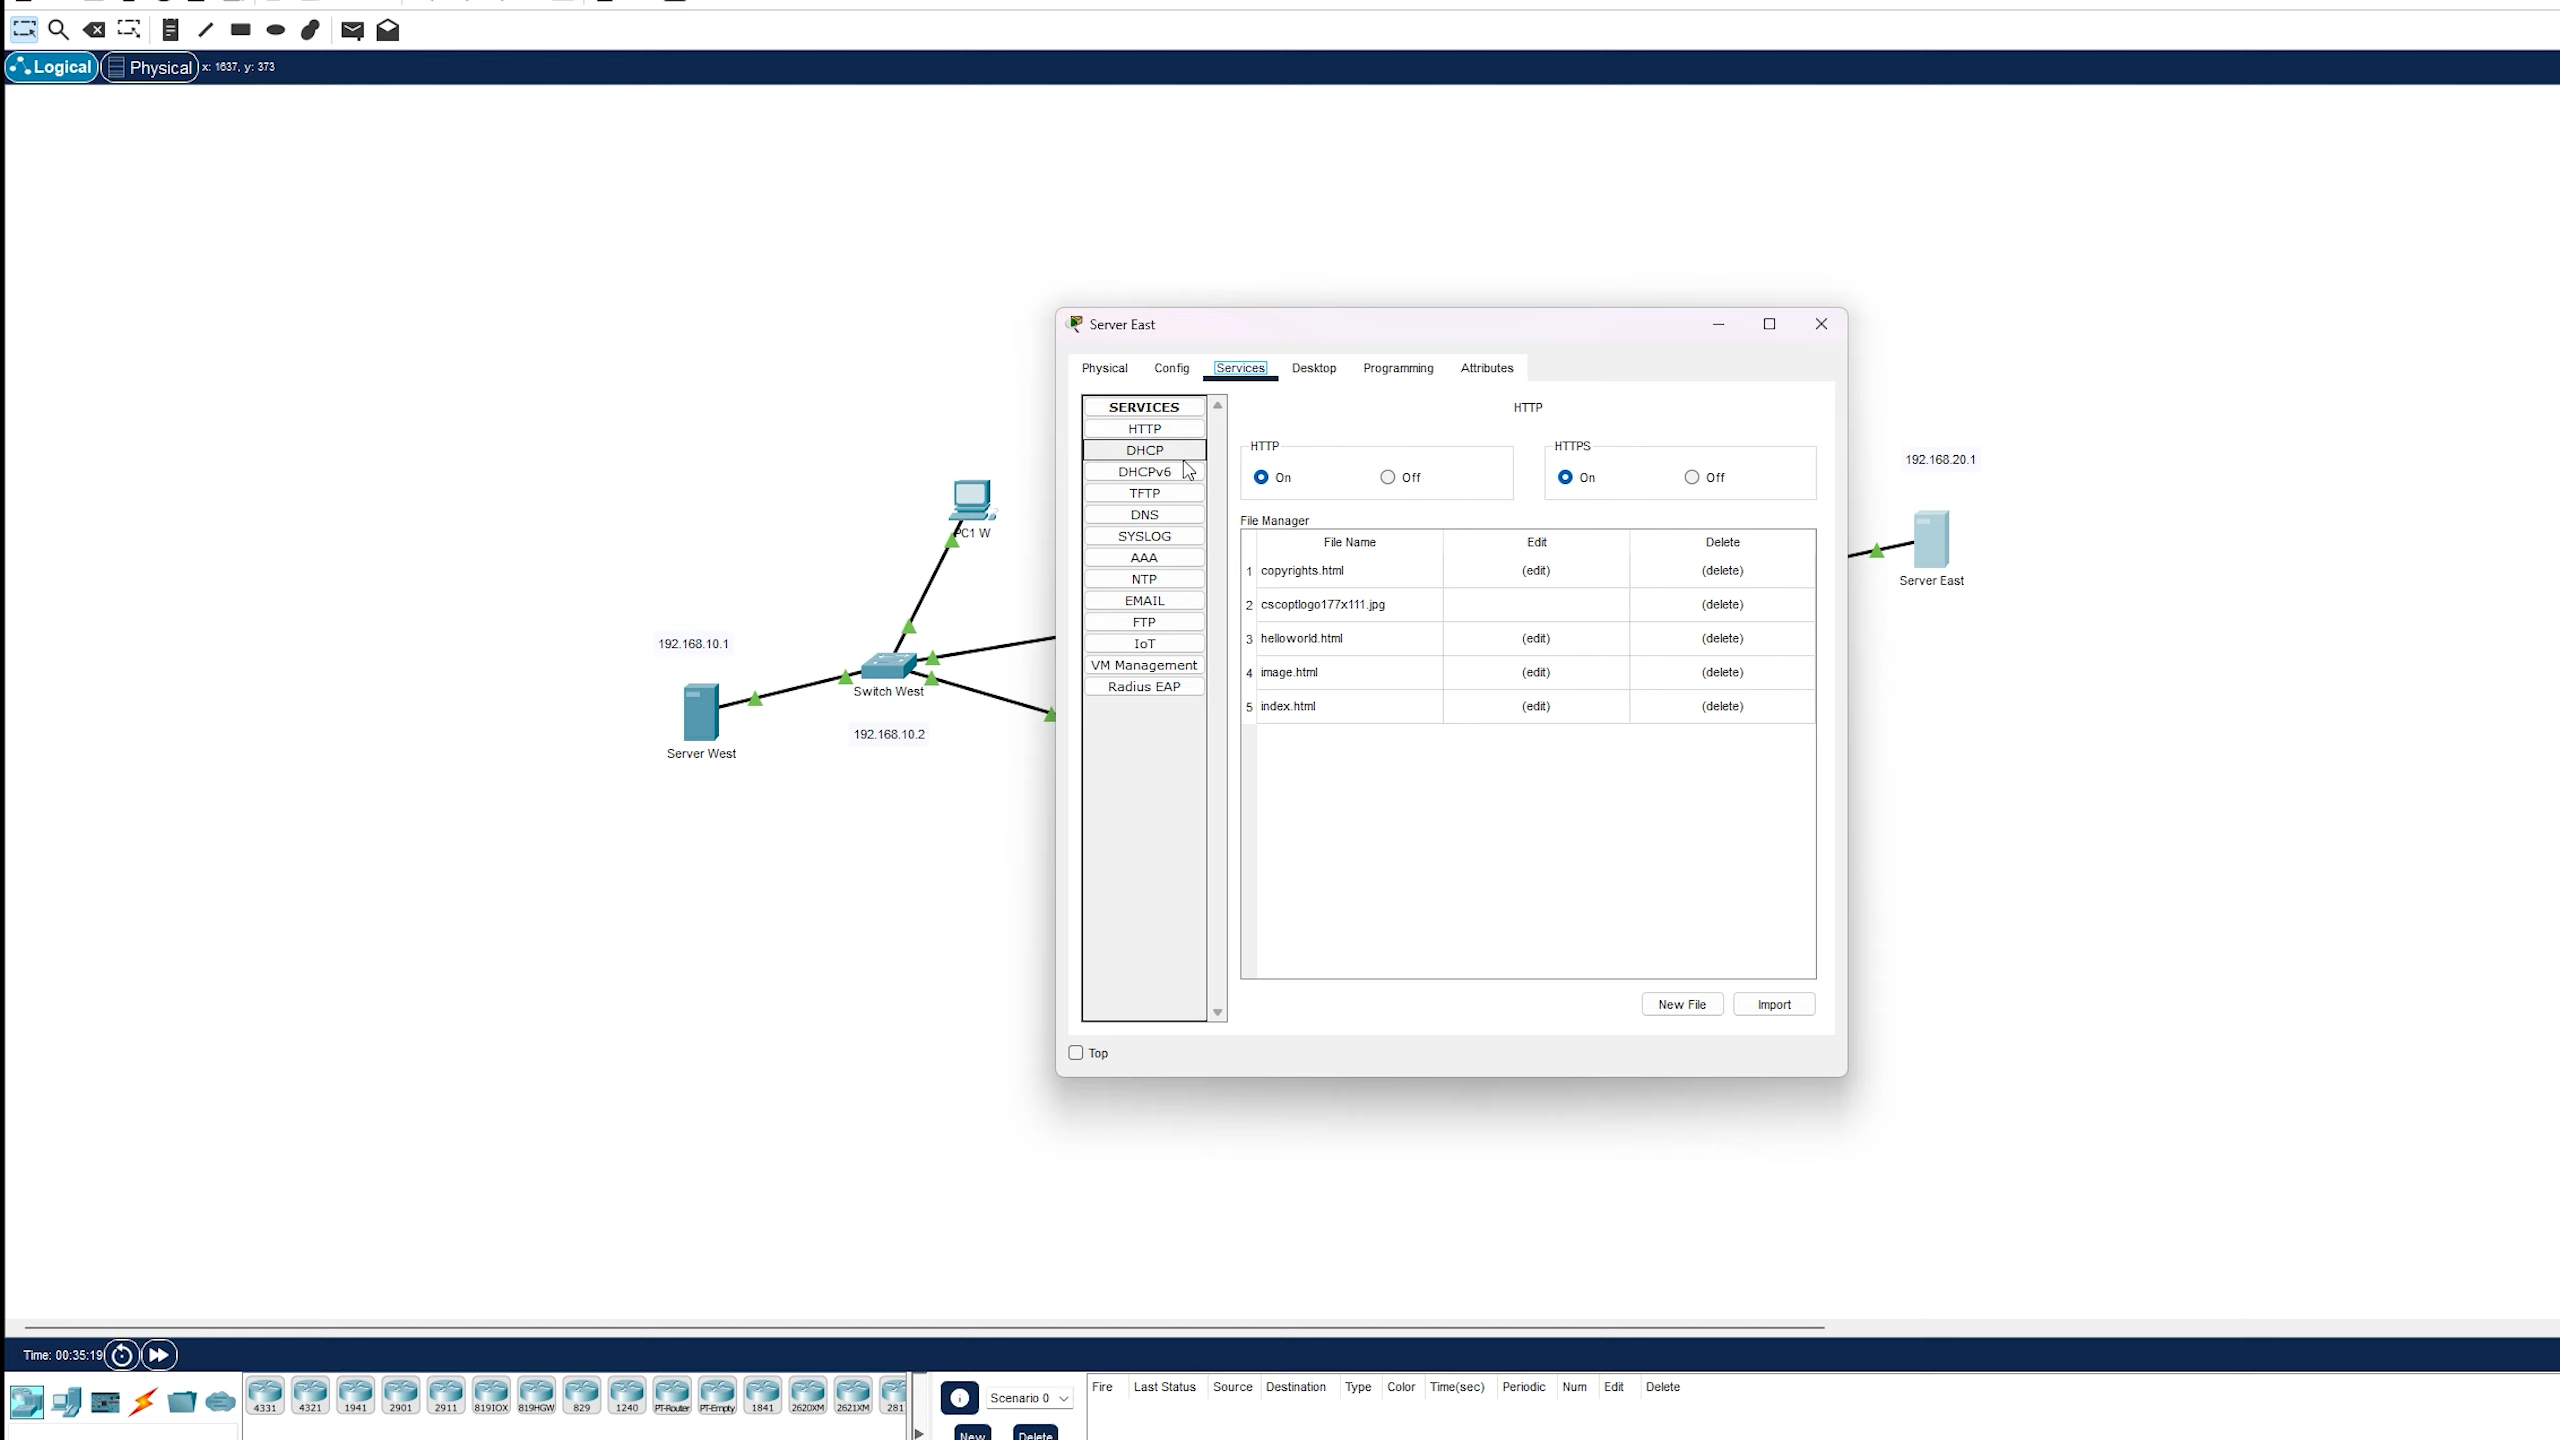 Logical
Physical
x: 1637, y: 373
Server East
Physical Config Services Desktop Programming Attributes
SERVICES
HTTP
DHCP
DHCPv6
TFTP
DNS
SYSLOG
AAA
NTP
EMAIL
FTP
IoT
VM Management
Radius EAP
HTTP
HTTP
On Off
HTTPS
On Off
File Manager
File Name Edit Delete
1 copyrights.html (edit) (delete)
2 cscoptlogo177x111.jpg (delete)
3 helloworld.html (edit) (delete)
4 image.html (edit) (delete)
5 index.html (edit) (delete)
New File Import
Top
192.168.20.1
Server East
PC1 W
192.168.10.1
Switch West
192.168.10.2
Server West
Time: 00:35:19
4331 4321 1941 2901 2911 819IOX 819HGW 829 1240 PT-Router PT-Empty 1841 2620XM 2621XM 281
Scenario 0
New Delete
Fire Last Status Source Destination Type Color Time(sec) Periodic Num Edit Delete